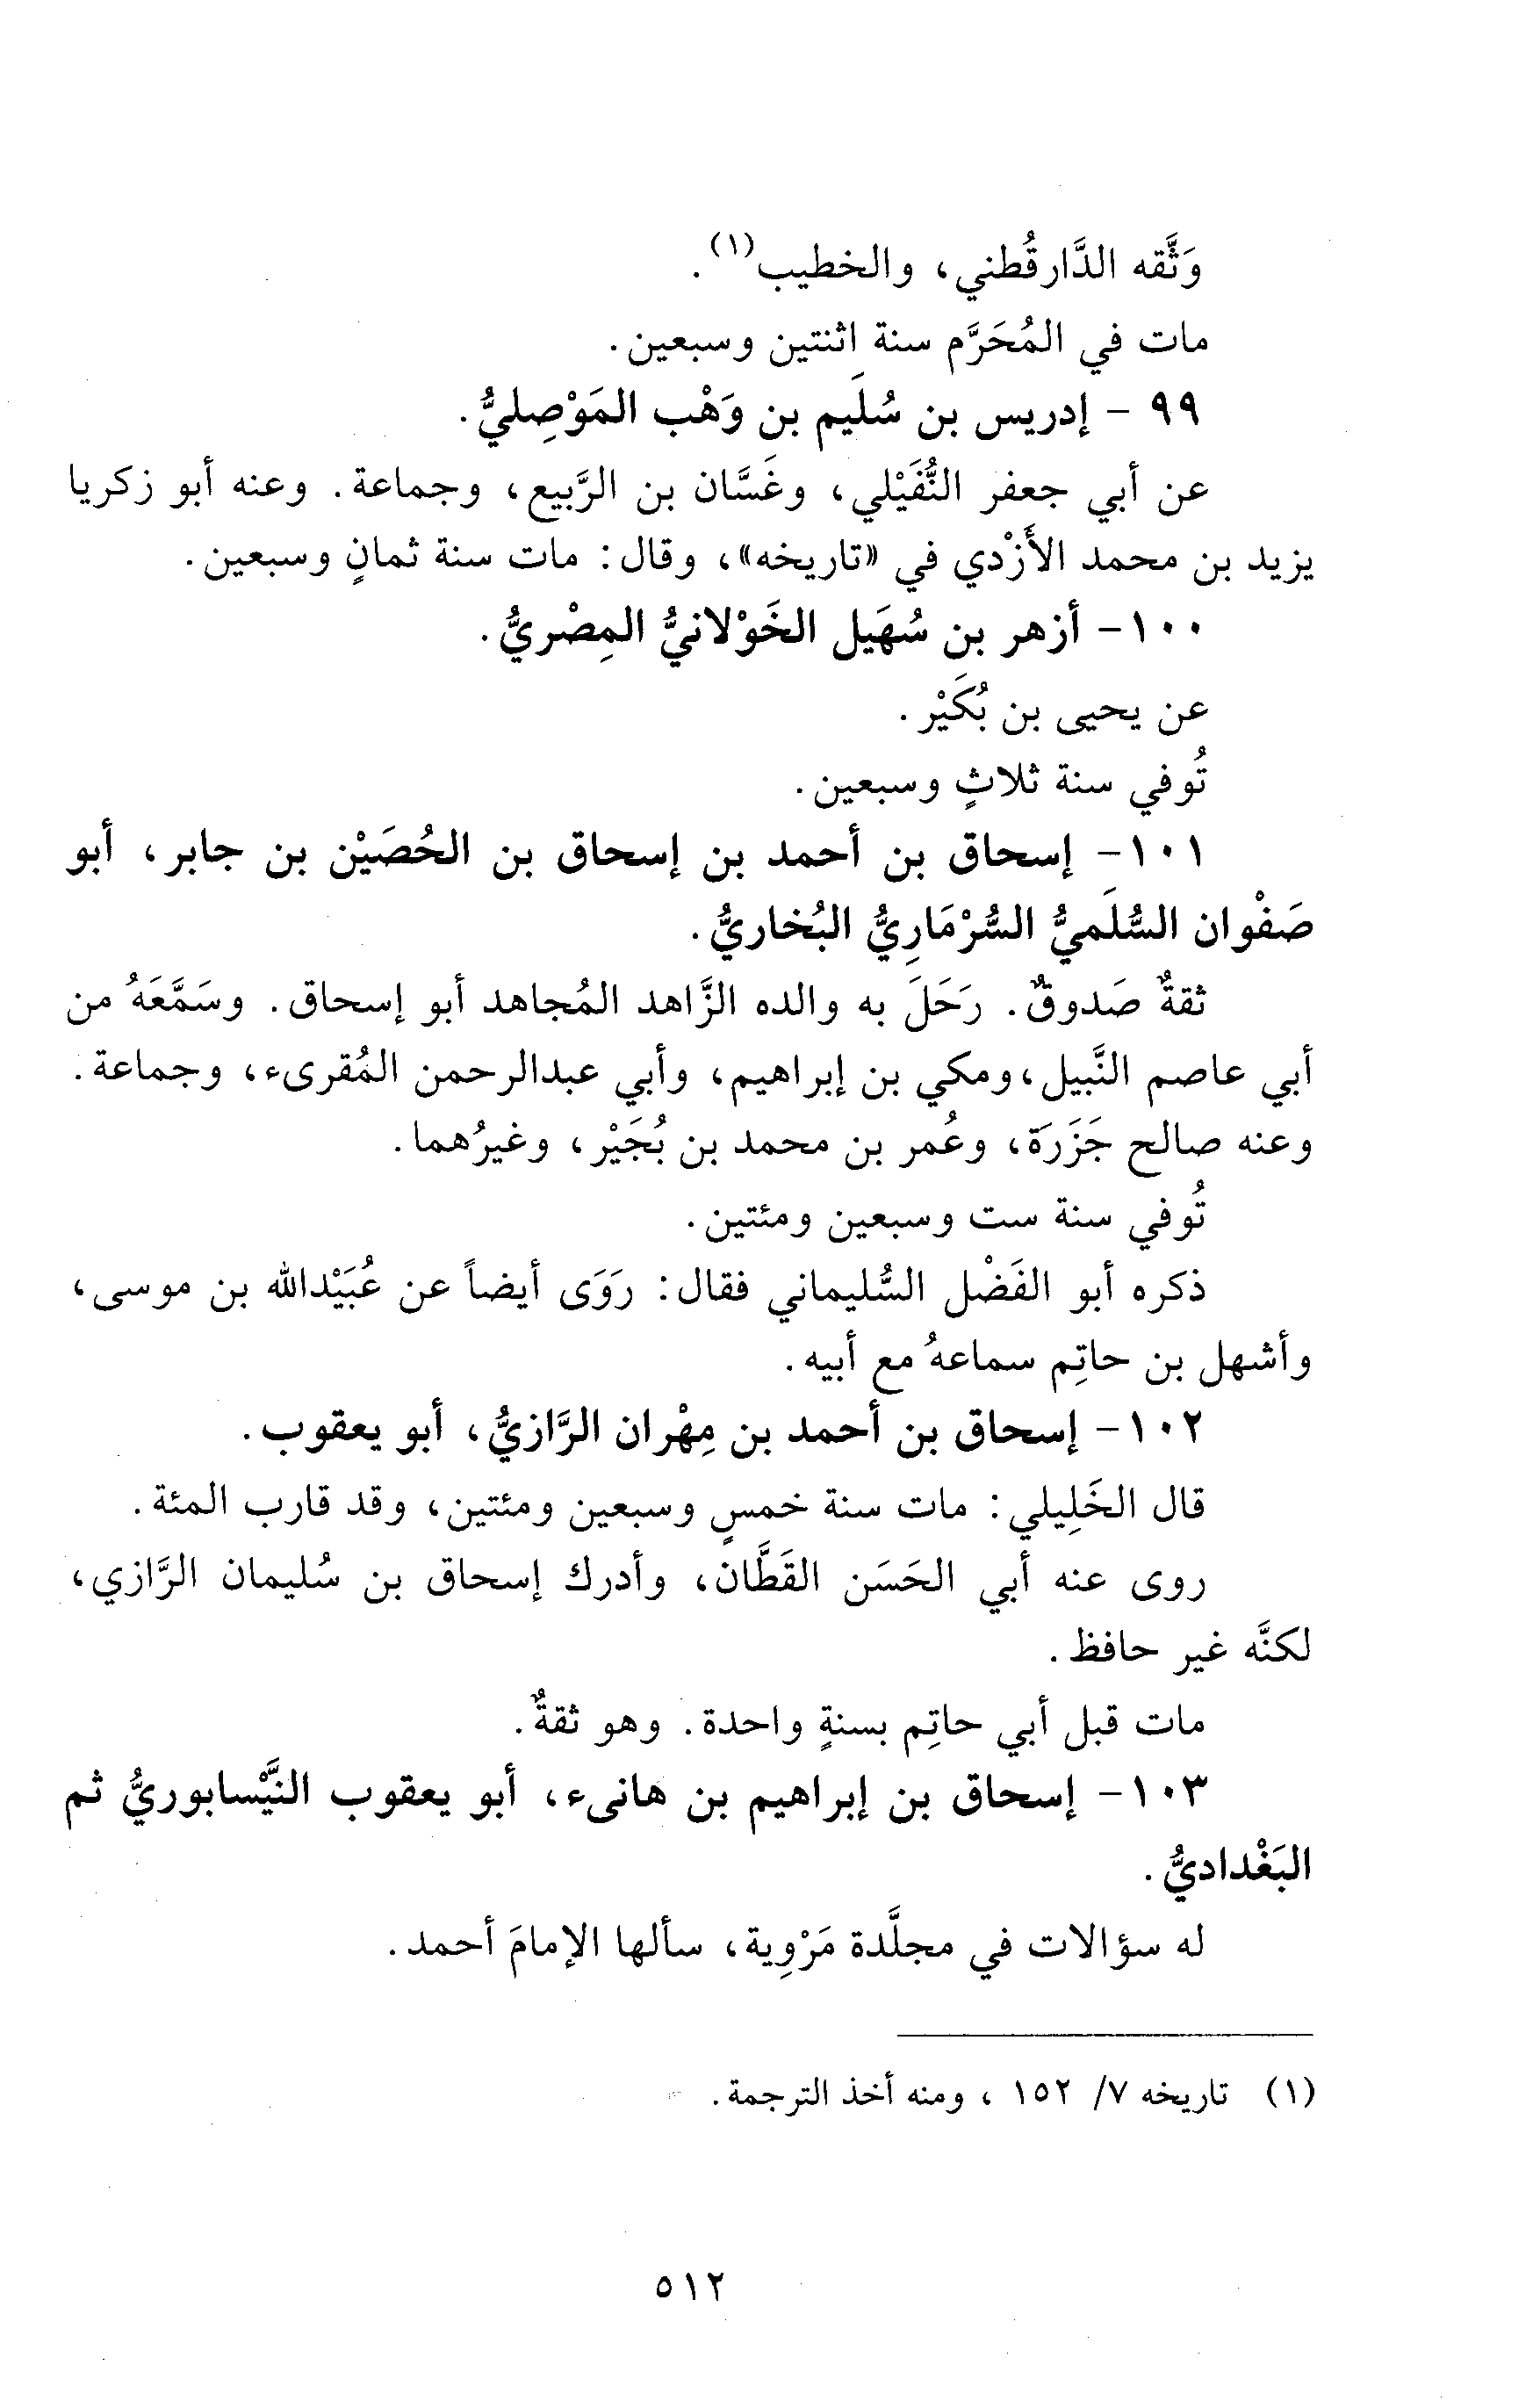 وَثَّقه الدَّارقُطني، والخطيب(١).
مات في المُحَرَّم سنة اثنتين وسبعين.
٩٩ - إدريس بن سُلَيم بن وَهْب المَوْصِليُّ.
عن أبي جعفر النُّفَيْلي، وغَسَّان بن الرَّبيع، وجماعة. وعنه أبو زكريا
يزيد بن محمد الأَزْدي في «تاريخه»، وقال: مات سنة ثمانٍ وسبعين.
١٠٠- أزهر بن سُهَيل الخَوْلانيُّ المِصْريُّ.
عن يحيى بن بُكَيْر.
تُوفي سنة ثلاثٍ وسبعين.
١٠١- إسحاق بن أحمد بن إسحاق بن الحُصَيْن بن جابر، أبو
صَفْوان السُّلَميُّ السُّرْمَارِيُّ البُخاريُّ.
ثقةٌ صَدوقٌ. رَحَلَ به والده الزَّاهد المُجاهد أبو إسحاق. وسَمَّعَهُ من
أبي عاصم النَّبيل، ومكي بن إبراهيم، وأبي عبدالرحمن المُقرىء، وجماعة.
وعنه صالح جَزَرَة، وعُمر بن محمد بن بُجَيْر، وغيرُهما.
تُوفي سنة ست وسبعين ومئتين.
ذكره أبو الفَضْل السُّليماني فقال: رَوَى أيضاً عن عُبَيْدالله بن موسى،
وأشهل بن حاتِم سماعهُ مع أبيه.
١٠٢- إسحاق بن أحمد بن مِهْران الرَّازيُّ، أبو يعقوب.
قال الخَلِيلي: مات سنة خمسٍ وسبعين ومئتين، وقد قارب المئة.
روى عنه أبي الحَسَن القَطَّان، وأدرك إسحاق بن سُليمان الرَّازي،
لكنَّه غير حافظ.
مات قبل أبي حاتِم بسنةٍ واحدة. وهو ثقةٌ.
١٠٣- إسحاق بن إبراهيم بن هانىء، أبو يعقوب النَّيْسابوريُّ ثم
البَغْداديُّ.
له سؤالات في مجلَّدة مَرْوِية، سألها الإمامَ أحمد.
(١) تاريخه ٧/ ١٥٢ ، ومنه أخذ الترجمة.
٥١٢